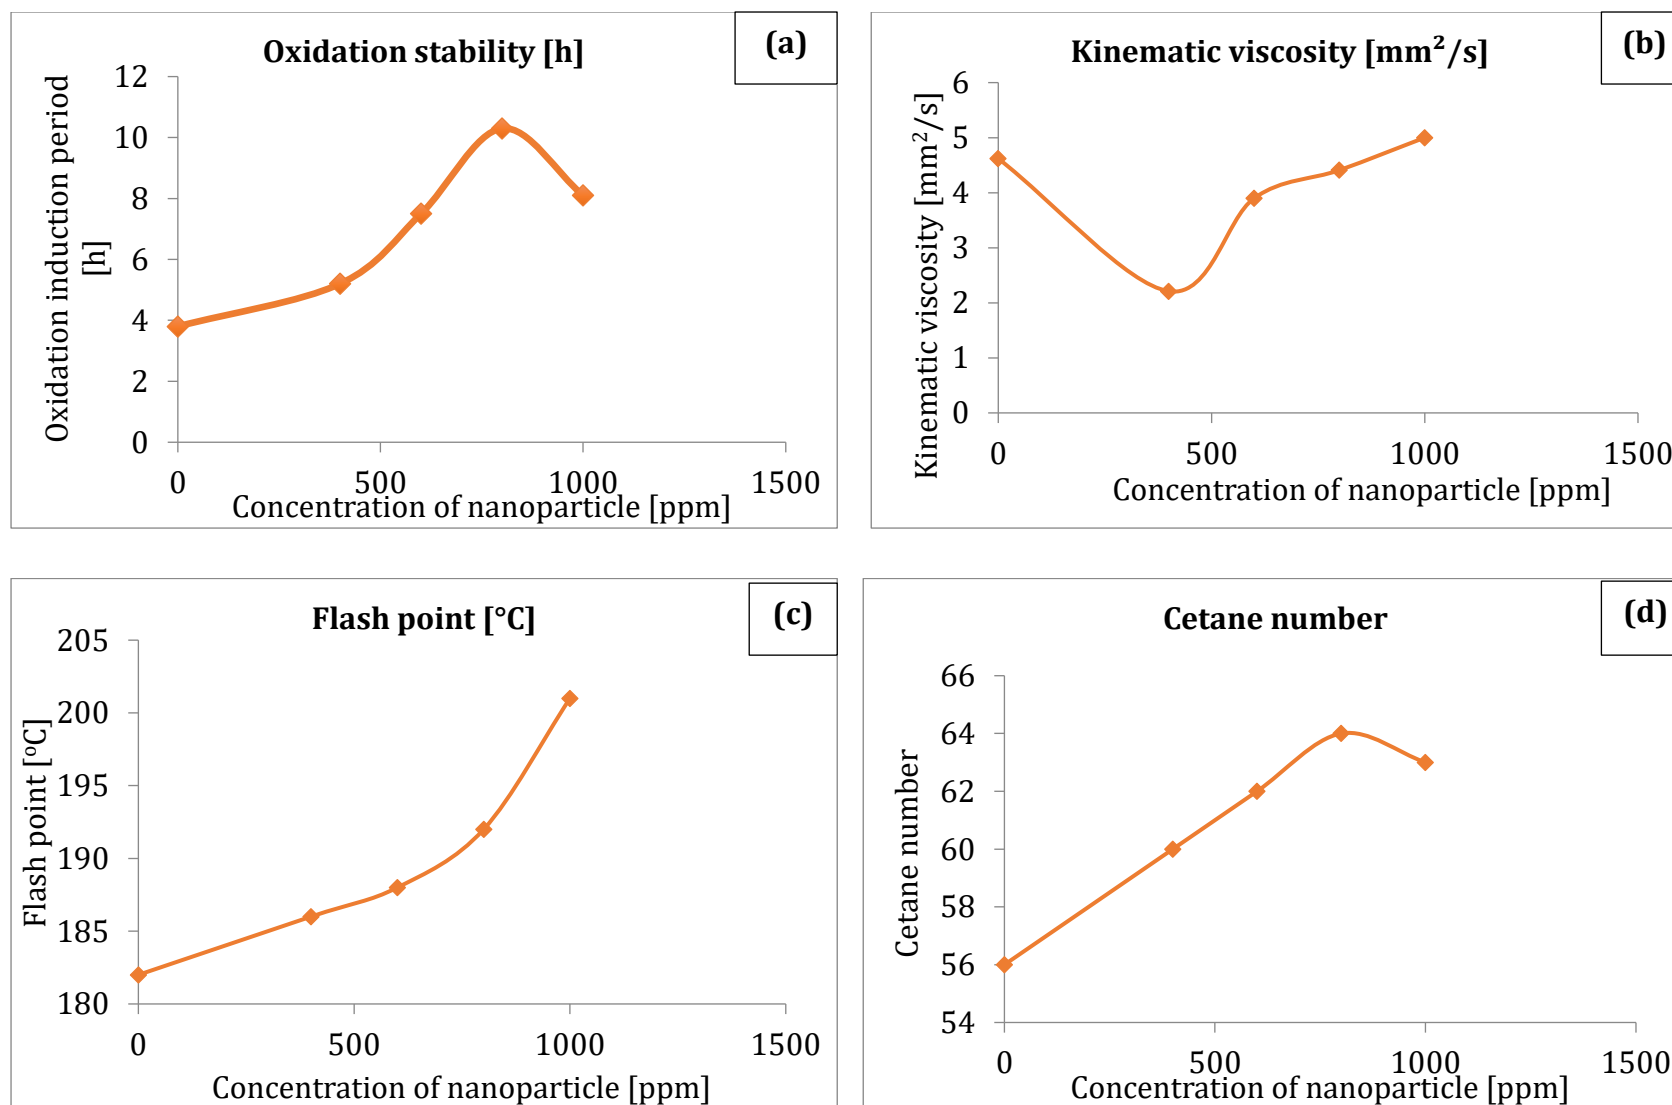 Oxidation stability [h]
(a)
Oxidation induction period
[h]
12
10
8
6
4
2
0
0 500 1000 1500
Concentration of nanoparticle [ppm]
Kinematic viscosity [mm²/s]
(b)
Kinematic viscosity [mm²/s]
6
5
4
3
2
1
0
0 500 1000 1500
Concentration of nanoparticle [ppm]
Flash point [°C]
(c)
Flash point [°C]
205
200
195
190
185
180
0 500 1000 1500
Concentration of nanoparticle [ppm]
Cetane number
(d)
Cetane number
66
64
62
60
58
56
54
0 500 1000 1500
Concentration of nanoparticle [ppm]